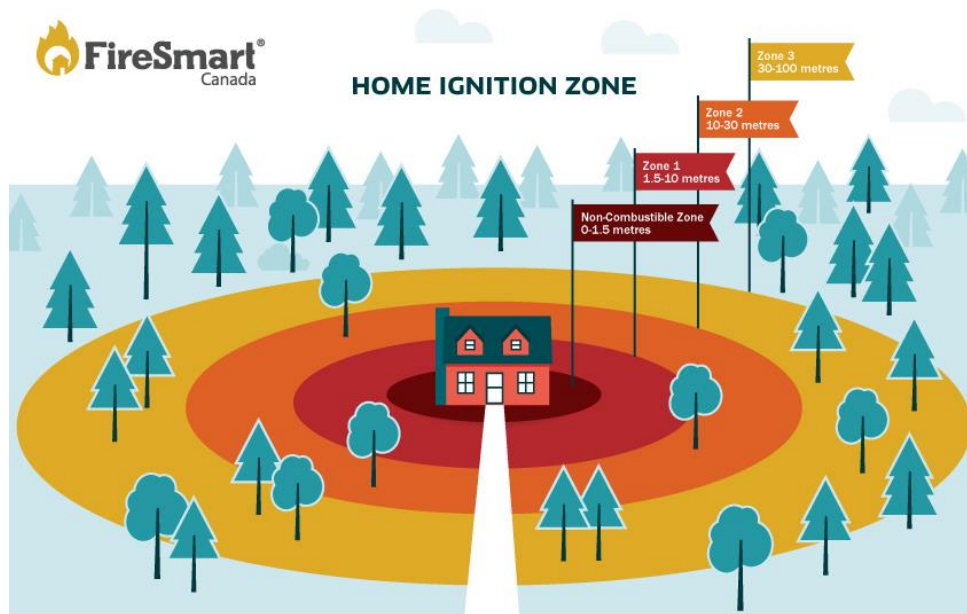 FireSmart®
Canada
HOME IGNITION ZONE
Zone 3
30-100 metres
Zone 2
10-30 metres
Zone 1
1.5-10 metres
Non-Combustible Zone
0-1.5 metres